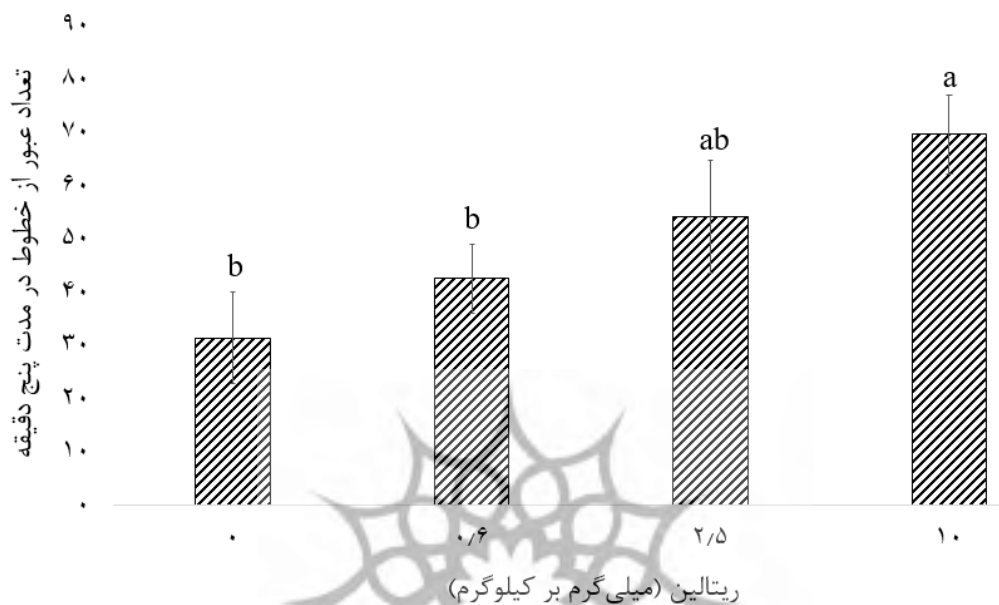 تعداد عبور از خطوط در مدت پنج دقیقه
۹۰
۸۰
۷۰
۶۰
۵۰
۴۰
۳۰
۲۰
۱۰
۰
b
b
ab
a
۰
۰/۶
۲/۵
۱۰
ریتالین (میلی‌گرم بر کیلوگرم)